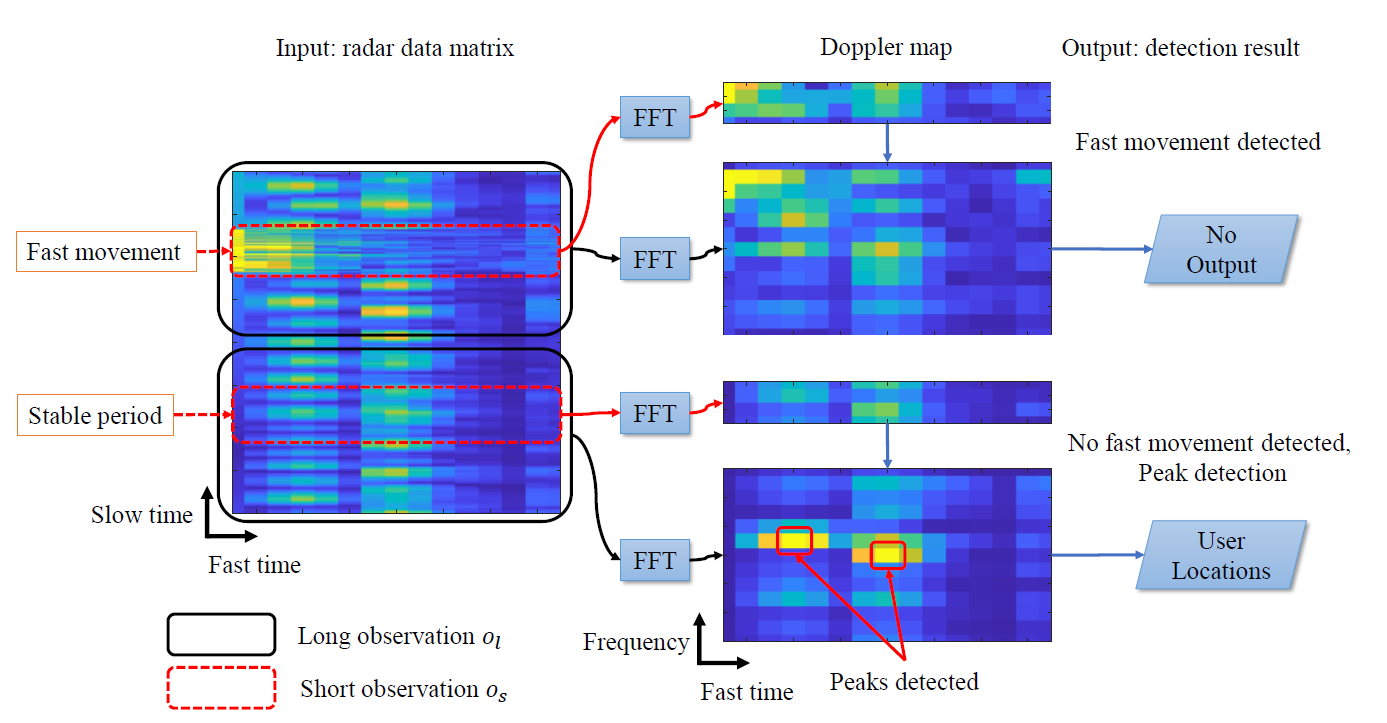 Input: radar data matrix
Doppler map
Output: detection result
FFT
Fast movement detected
Fast movement
FFT
No
Output
Stable period
FFT
No fast movement detected,
Peak detection
Slow time
Fast time
FFT
User
Locations
Long observation oₗ
Short observation oₛ
Frequency
Fast time
Peaks detected